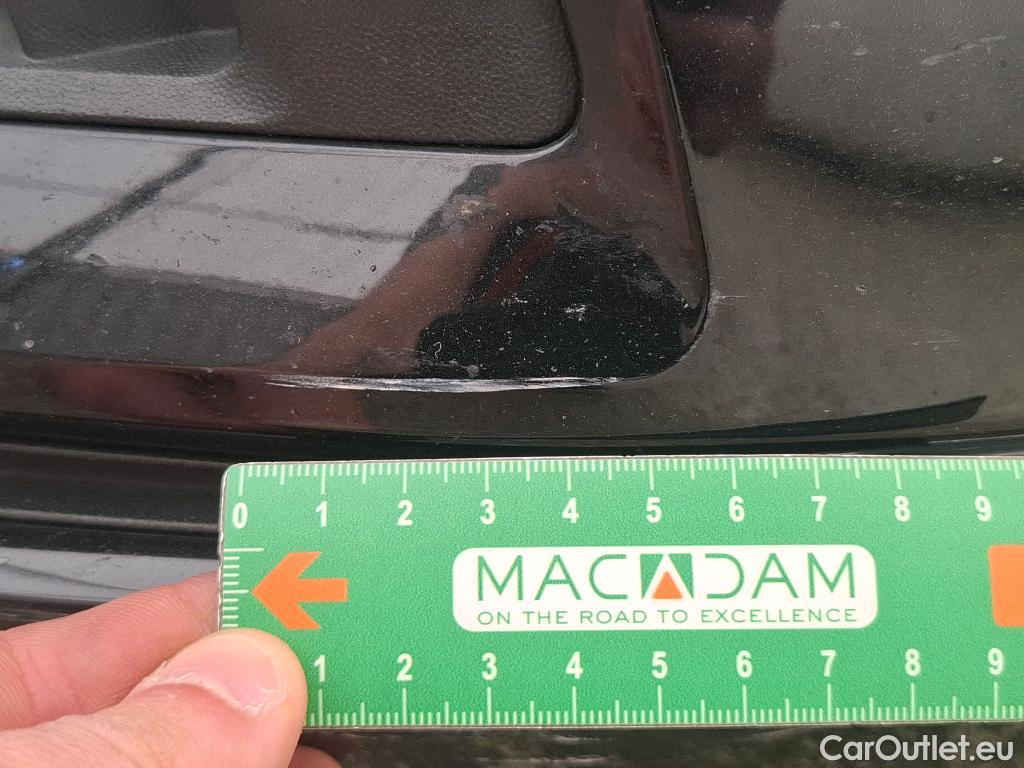 0 1 2 3 4 5 6 7 8 9
MACADAM
ON THE ROAD TO EXCELLENCE
1 2 3 4 5 6 7 8 9
CarOutlet.eu